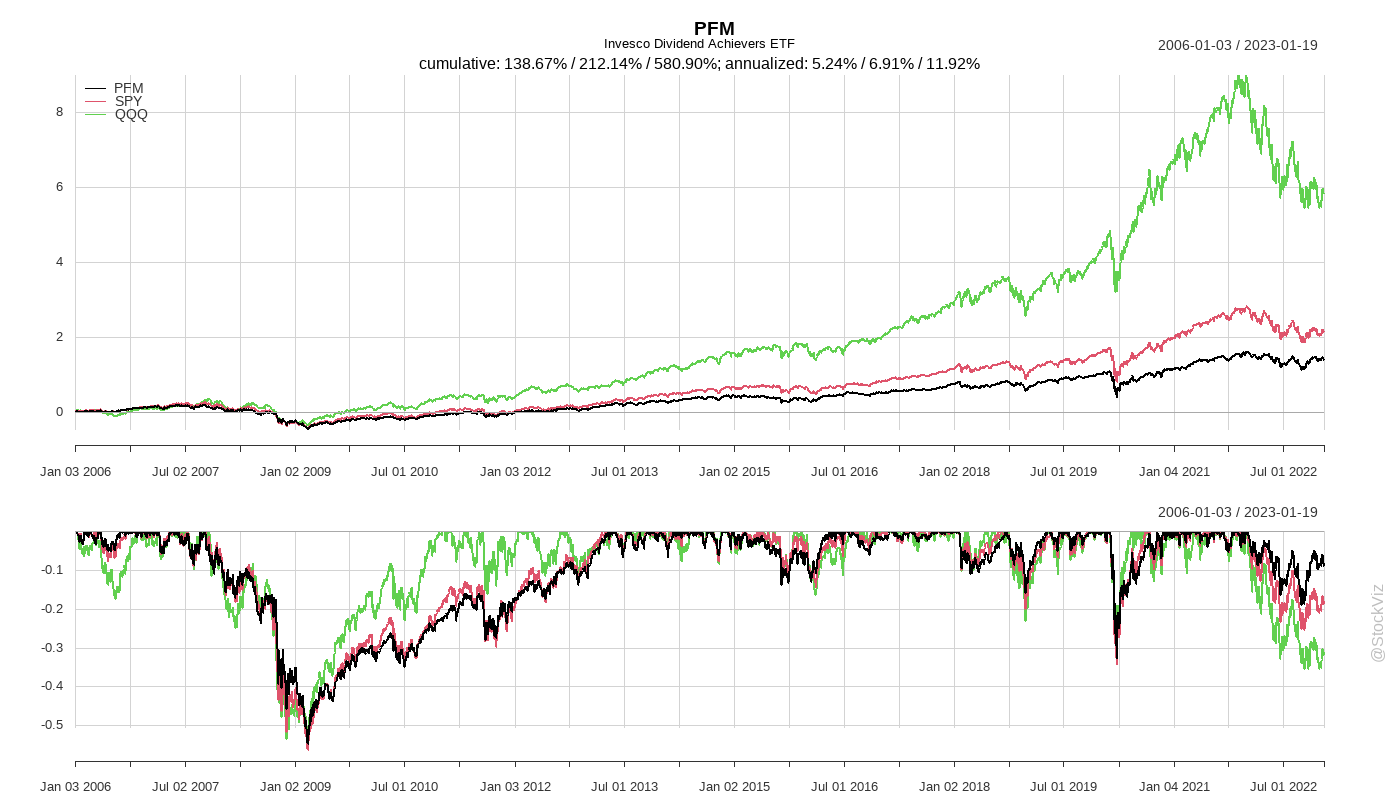 PFM
Invesco Dividend Achievers ETF
2006-01-03 / 2023-01-19
cumulative: 138.67% / 212.14% / 580.90%; annualized: 5.24% / 6.91% / 11.92%
PFM
SPY
QQQ
8
6
4
2
0
Jan 03 2006 Jul 02 2007 Jan 02 2009 Jul 01 2010 Jan 03 2012 Jul 01 2013 Jan 02 2015 Jul 01 2016 Jan 02 2018 Jul 01 2019 Jan 04 2021 Jul 01 2022
2006-01-03 / 2023-01-19
-0.1
-0.2
-0.3
-0.4
-0.5
Jan 03 2006 Jul 02 2007 Jan 02 2009 Jul 01 2010 Jan 03 2012 Jul 01 2013 Jan 02 2015 Jul 01 2016 Jan 02 2018 Jul 01 2019 Jan 04 2021 Jul 01 2022
@StockViz